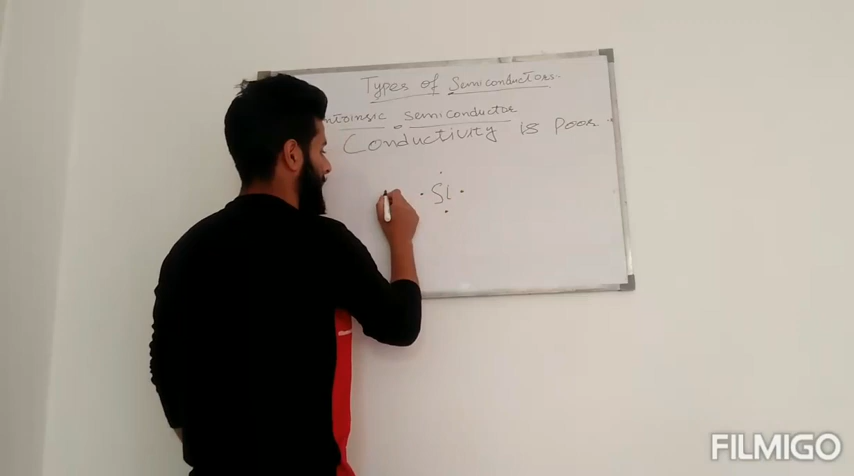 Types of Semiconductors.
ntrinsic semiconductor
Conductivity is Poor.
Si
FILMIGO